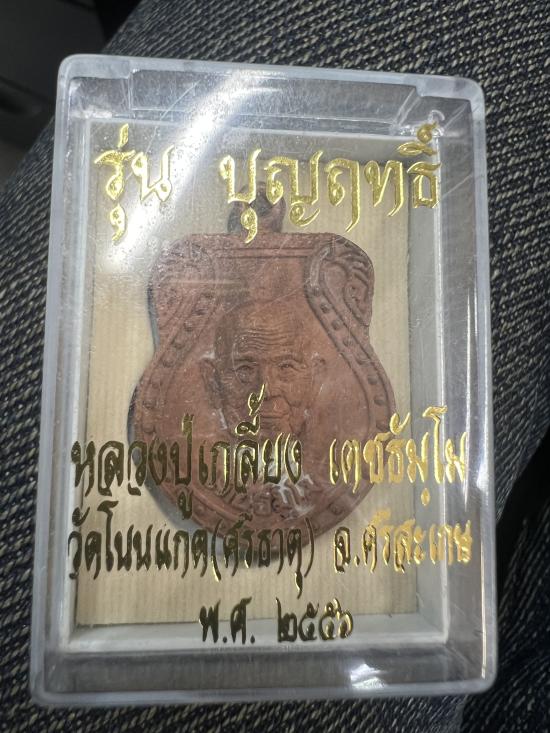 รุ่น บุญฤทธิ์
หลวงปู่เกลี้ยง เตชธัมฺโม
วัดโนนแกด(ศรีธาตุ) จ.ศรีสะเกษ
พ.ศ. ๒๕๕๖